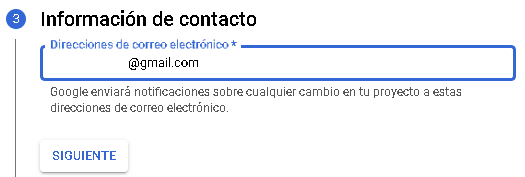 3 Información de contacto
Direcciones de correo electrónico *
@gmail.com
Google enviará notificaciones sobre cualquier cambio en tu proyecto a estas
direcciones de correo electrónico.
SIGUIENTE